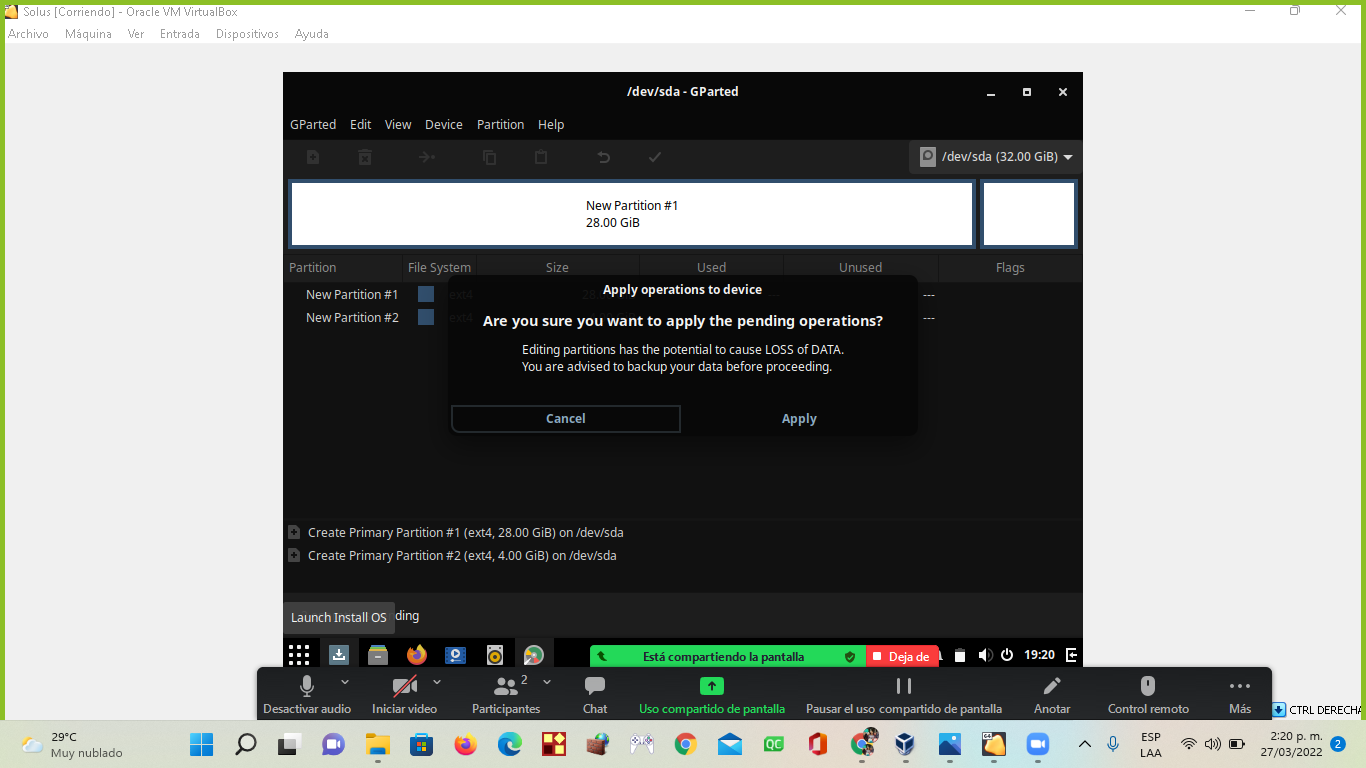 Solus [Corriendo] - Oracle VM VirtualBox
Archivo Máquina Ver Entrada Dispositivos Ayuda
/dev/sda - GParted
GParted Edit View Device Partition Help
/dev/sda (32.00 GiB)
New Partition #1
28.00 GiB
Partition File System Size Used Unused Flags
New Partition #1 ext4 ---
New Partition #2 ext4 ---
Apply operations to device
Are you sure you want to apply the pending operations?
Editing partitions has the potential to cause LOSS of DATA.
You are advised to backup your data before proceeding.
Cancel Apply
Create Primary Partition #1 (ext4, 28.00 GiB) on /dev/sda
Create Primary Partition #2 (ext4, 4.00 GiB) on /dev/sda
Launch Install OS ding
Está compartiendo la pantalla Deja de 19:20
2
Desactivar audio Iniciar video Participantes Chat Uso compartido de pantalla Pausar el uso compartido de pantalla Anotar Control remoto Más
CTRL DERECHA
29°C
Muy nublado
QC
ESP
LAA
2:20 p. m.
27/03/2022
2